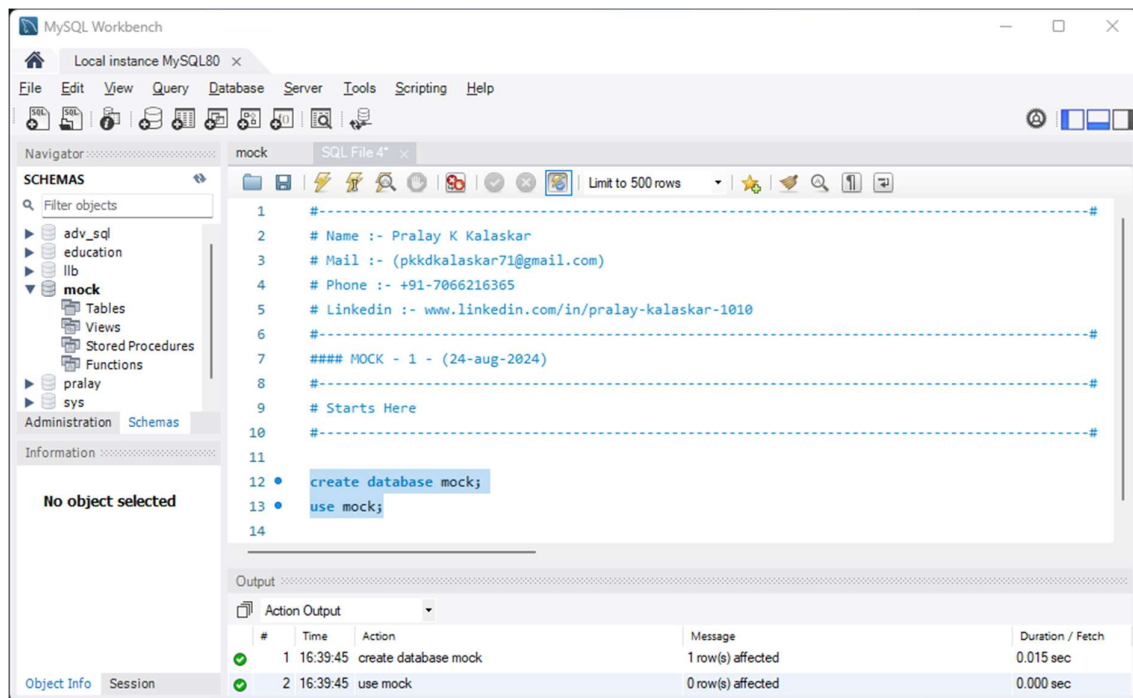 MySQL Workbench
Local instance MySQL80
File Edit View Query Database Server Tools Scripting Help
Navigator
SCHEMAS
Filter objects
adv_sql
education
llb
mock
Tables
Views
Stored Procedures
Functions
pralay
sys
Administration Schemas
Information
No object selected
Object Info Session
mock SQL File 4*
Limit to 500 rows
1 #--------------------------------------------------------------------------------#
2 # Name :- Pralay K Kalaskar
3 # Mail :- (pkkdkalaskar71@gmail.com)
4 # Phone :- +91-7066216365
5 # Linkedin :- www.linkedin.com/in/pralay-kalaskar-1010
6 #--------------------------------------------------------------------------------#
7 #### MOCK - 1 - (24-aug-2024)
8 #--------------------------------------------------------------------------------#
9 # Starts Here
10 #--------------------------------------------------------------------------------#
11
12 create database mock;
13 use mock;
14
Output
Action Output
# Time Action Message Duration / Fetch
1 16:39:45 create database mock 1 row(s) affected 0.015 sec
2 16:39:45 use mock 0 row(s) affected 0.000 sec